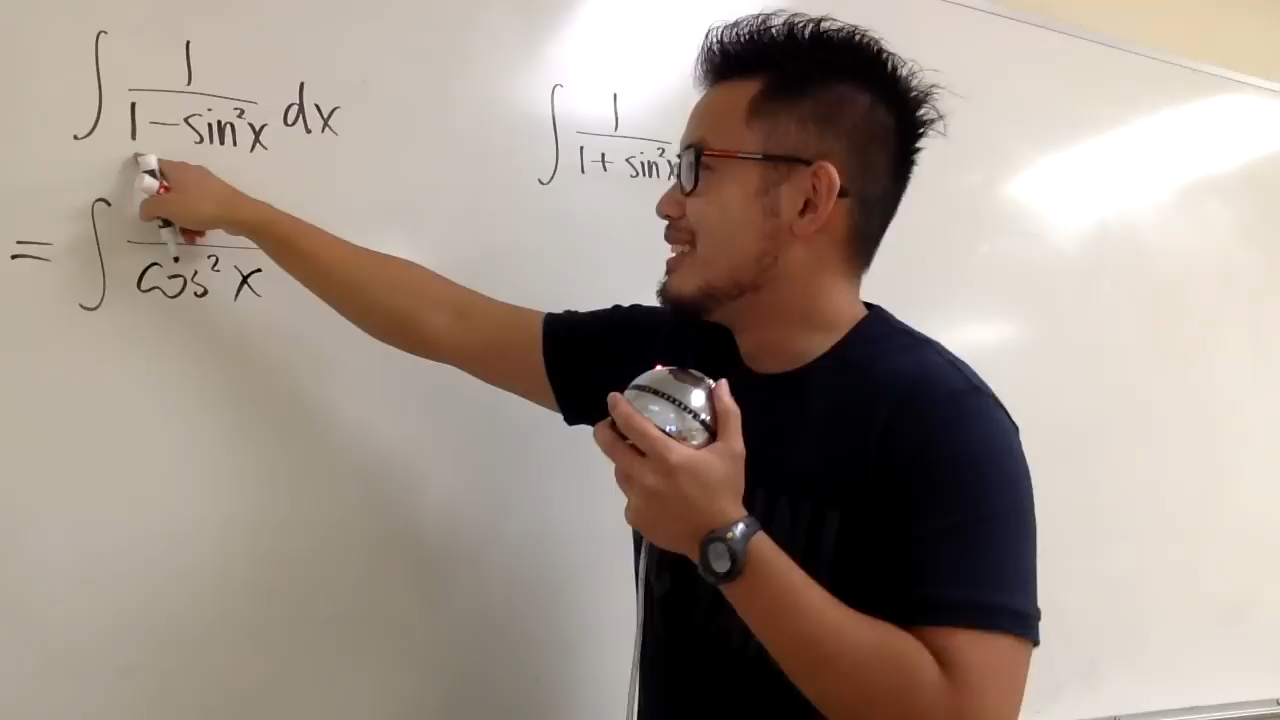 ∫ 1/(1 − sin²x) dx
= ∫ /(cos²x)
∫ 1/(1 + sin²x)